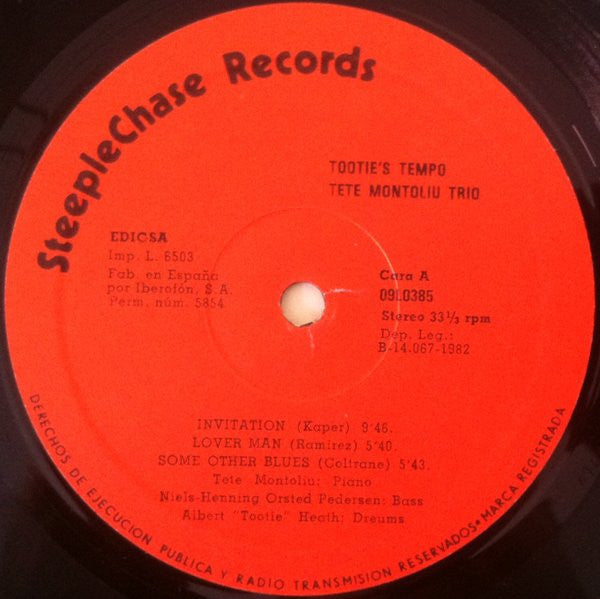 SteepleChase Records
TOOTIE'S TEMPO
TETE MONTOLIU TRIO
EDIGSA
Imp. L. 6503
Fab. en España
por Iberofón, S. A.
Perm. núm. 5854
Cara A
09L0385
Stereo 33 1/3 rpm
Dep. Leg.:
B-14.067-1982
INVITATION (Kaper) 9'46.
LOVER MAN (Ramirez) 5'40.
SOME OTHER BLUES (Coltrane) 5'43.
Tete Montoliu: Piano
Niels-Henning Orsted Pedersen: Bass
Albert "Tootie" Heath: Dreums
DERECHOS DE EJECUCION PUBLICA Y RADIO TRANSMISION RESERVADOS • MARCA REGISTRADA